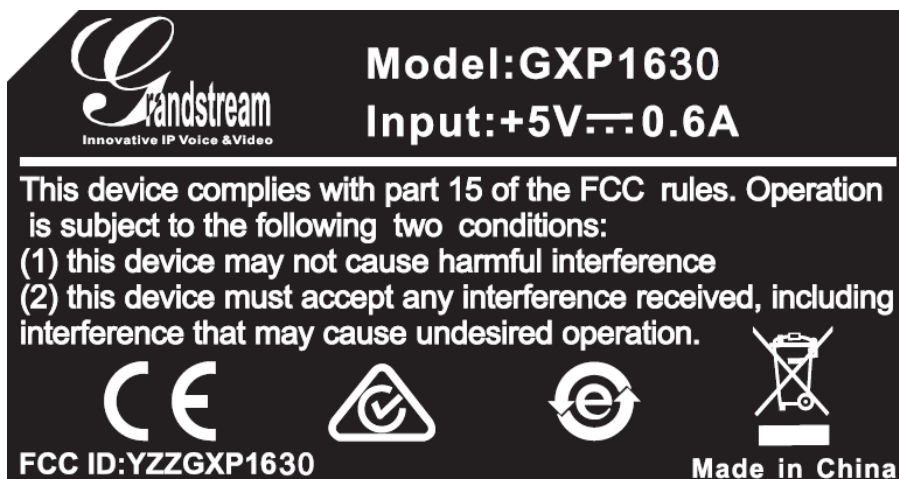 Grandstream
Innovative IP Voice &Video
Model:GXP1630
Input:+5V⎓0.6A
This device complies with part 15 of the FCC rules. Operation
is subject to the following two conditions:
(1) this device may not cause harmful interference
(2) this device must accept any interference received, including
interference that may cause undesired operation.
CE
e
FCC ID:YZZGXP1630
Made in China